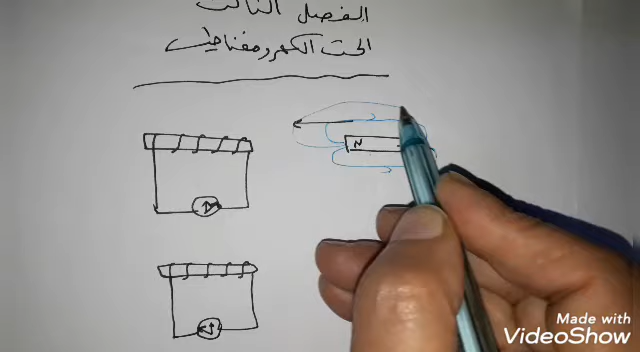 الفصل الثالث
الحث الكهرومغناطيسي
N
Made with
VideoShow